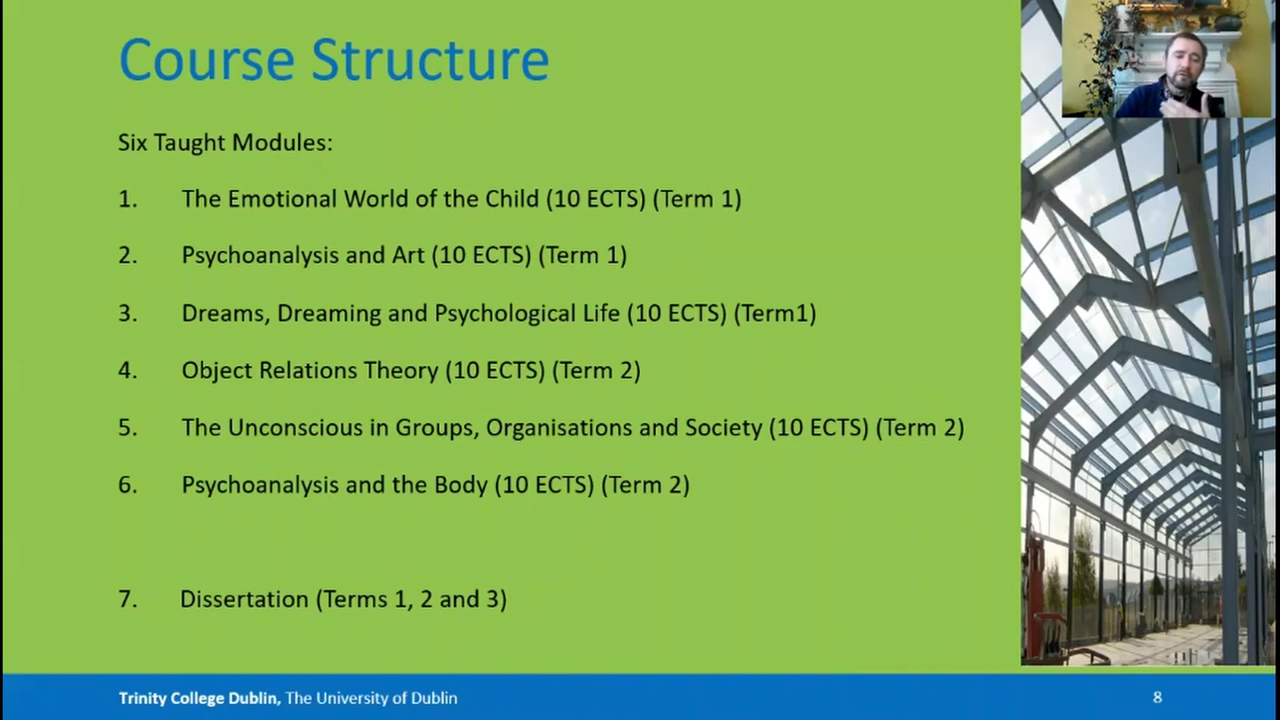 Course Structure
Six Taught Modules:
1. The Emotional World of the Child (10 ECTS) (Term 1)
2. Psychoanalysis and Art (10 ECTS) (Term 1)
3. Dreams, Dreaming and Psychological Life (10 ECTS) (Term1)
4. Object Relations Theory (10 ECTS) (Term 2)
5. The Unconscious in Groups, Organisations and Society (10 ECTS) (Term 2)
6. Psychoanalysis and the Body (10 ECTS) (Term 2)
7. Dissertation (Terms 1, 2 and 3)
Trinity College Dublin, The University of Dublin 8